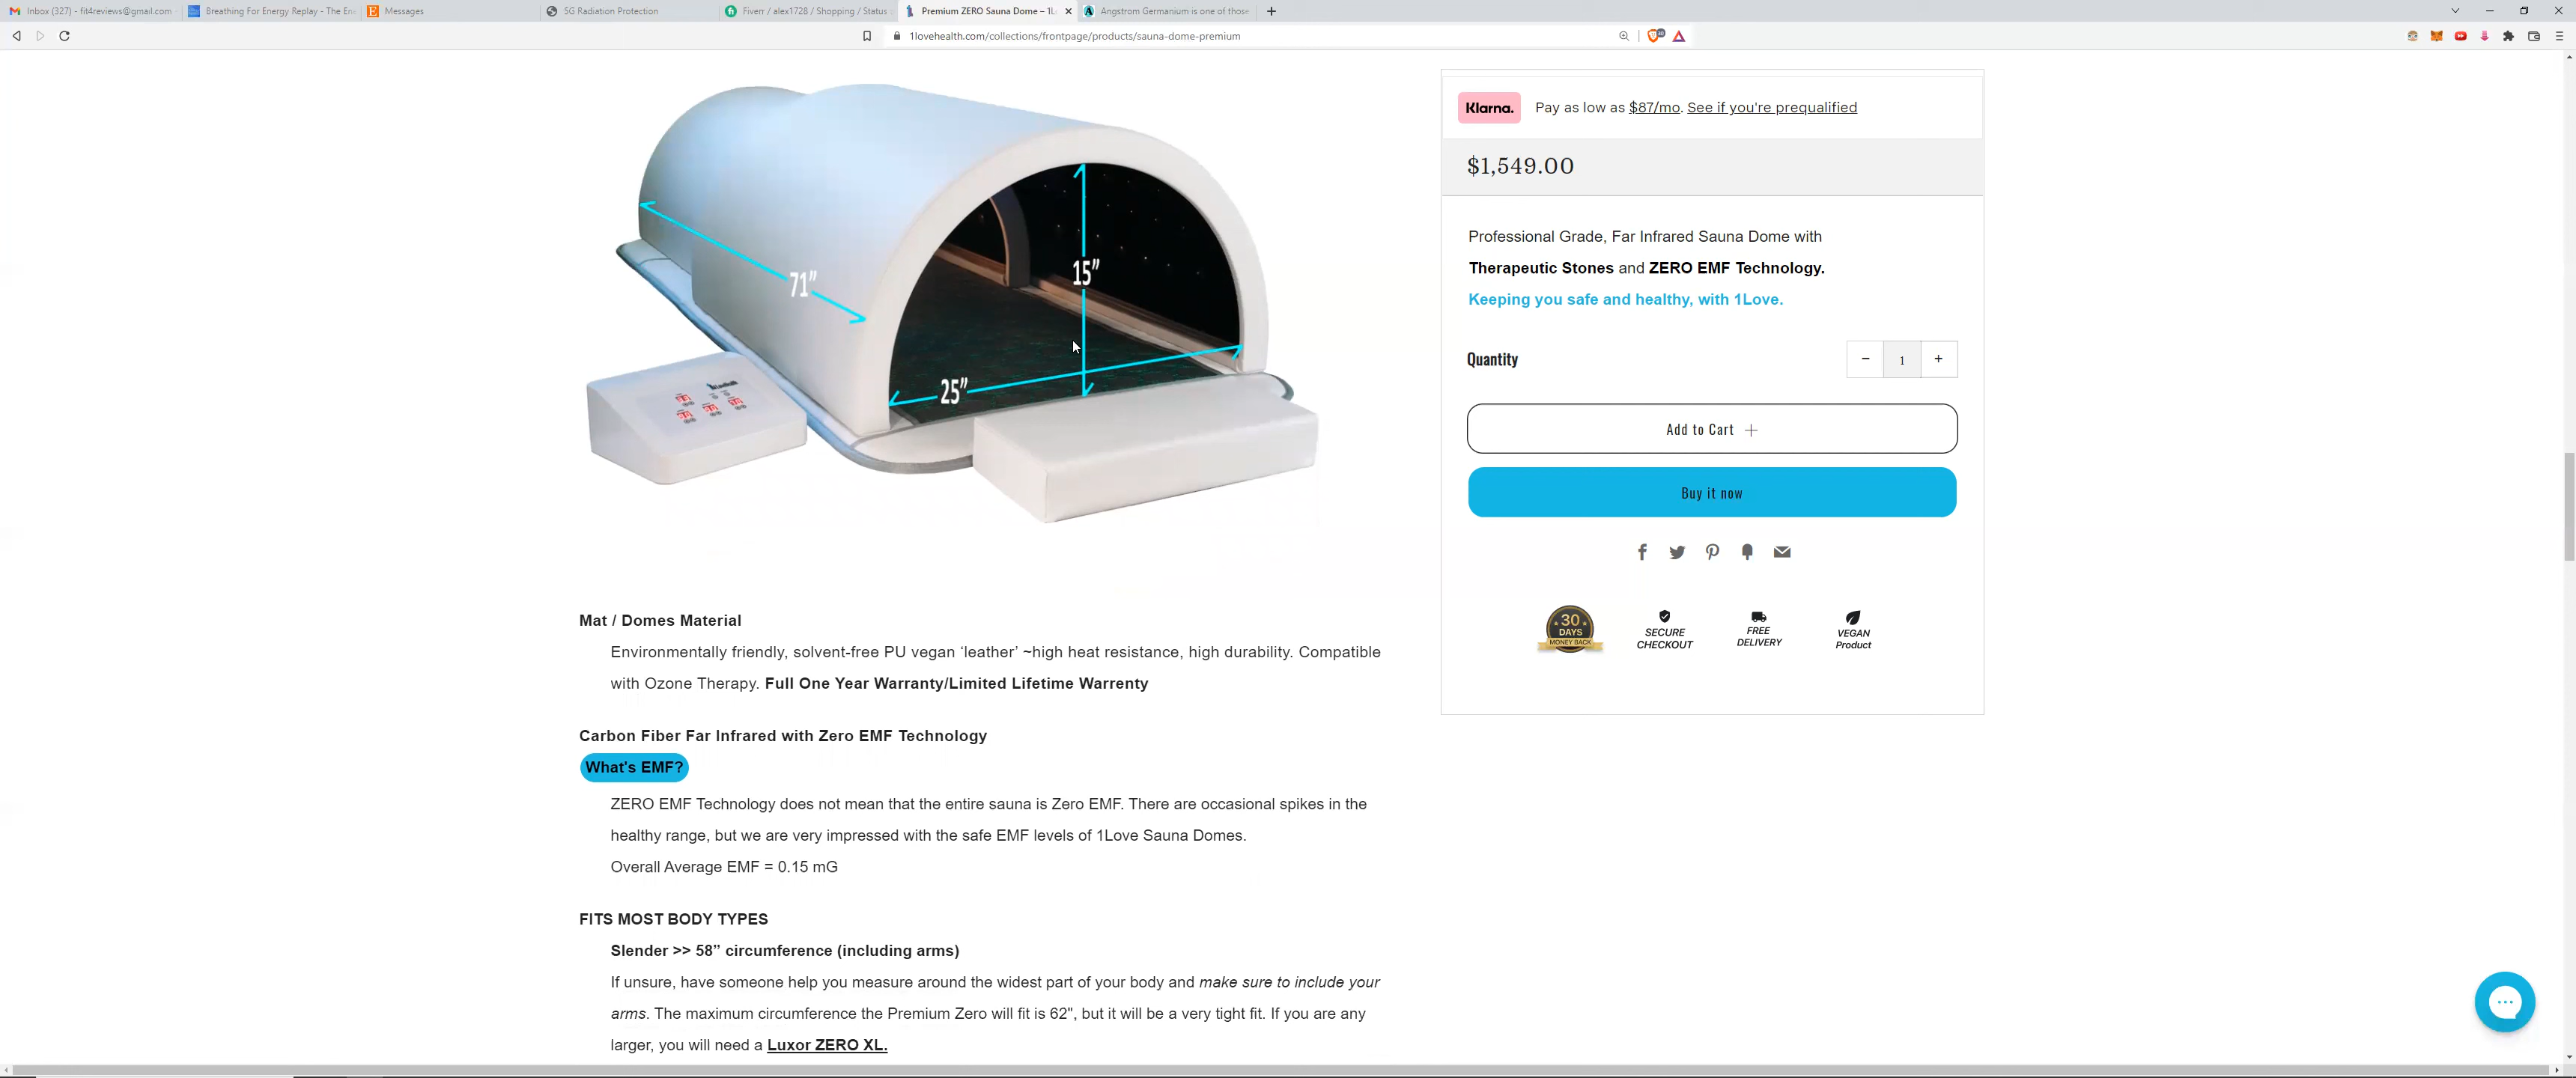 Inbox (327) - fit4reviews@gmail.com
Breathing For Energy Replay - The En
Messages
5G Radiation Protection
Fiverr / alex1728 / Shopping / Status
Premium ZERO Sauna Dome – 1L
Angstrom Germanium is one of those
1lovehealth.com/collections/frontpage/products/sauna-dome-premium
71”
15”
25”
Klarna.
Pay as low as $87/mo. See if you're prequalified
$1,549.00
Professional Grade, Far Infrared Sauna Dome with
Therapeutic Stones and ZERO EMF Technology.
Keeping you safe and healthy, with 1Love.
Quantity
− 1 +
Add to Cart +
Buy it now
30 DAYS MONEY BACK
SECURE CHECKOUT
FREE DELIVERY
VEGAN Product
Mat / Domes Material
Environmentally friendly, solvent-free PU vegan ‘leather’ ~high heat resistance, high durability. Compatible
with Ozone Therapy. Full One Year Warranty/Limited Lifetime Warrenty
Carbon Fiber Far Infrared with Zero EMF Technology
What's EMF?
ZERO EMF Technology does not mean that the entire sauna is Zero EMF. There are occasional spikes in the
healthy range, but we are very impressed with the safe EMF levels of 1Love Sauna Domes.
Overall Average EMF = 0.15 mG
FITS MOST BODY TYPES
Slender >> 58” circumference (including arms)
If unsure, have someone help you measure around the widest part of your body and make sure to include your
arms. The maximum circumference the Premium Zero will fit is 62", but it will be a very tight fit. If you are any
larger, you will need a Luxor ZERO XL.